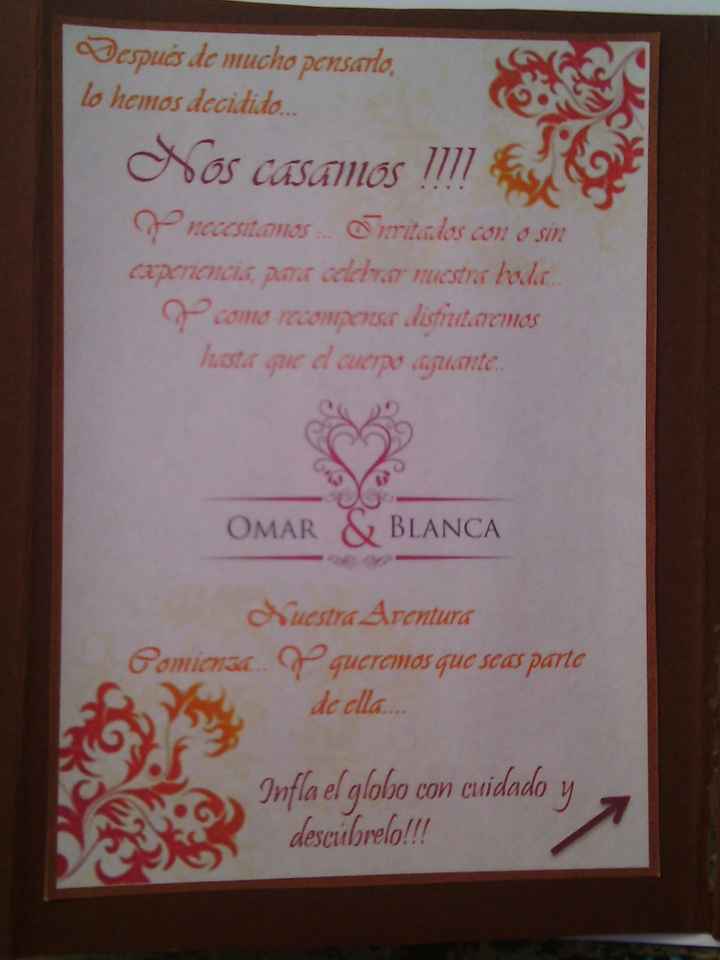 Después de mucho pensarlo,
lo hemos decidido...
Nos casamos !!!!
Y necesitamos ... Invitados con o sin
experiencia, para celebrar nuestra boda...
Y como recompensa disfrutaremos
hasta que el cuerpo aguante..
OMAR & BLANCA
Nuestra Aventura
Comienza... Y queremos que seas parte
de ella....
Infla el globo con cuidado y
descúbrelo!!!